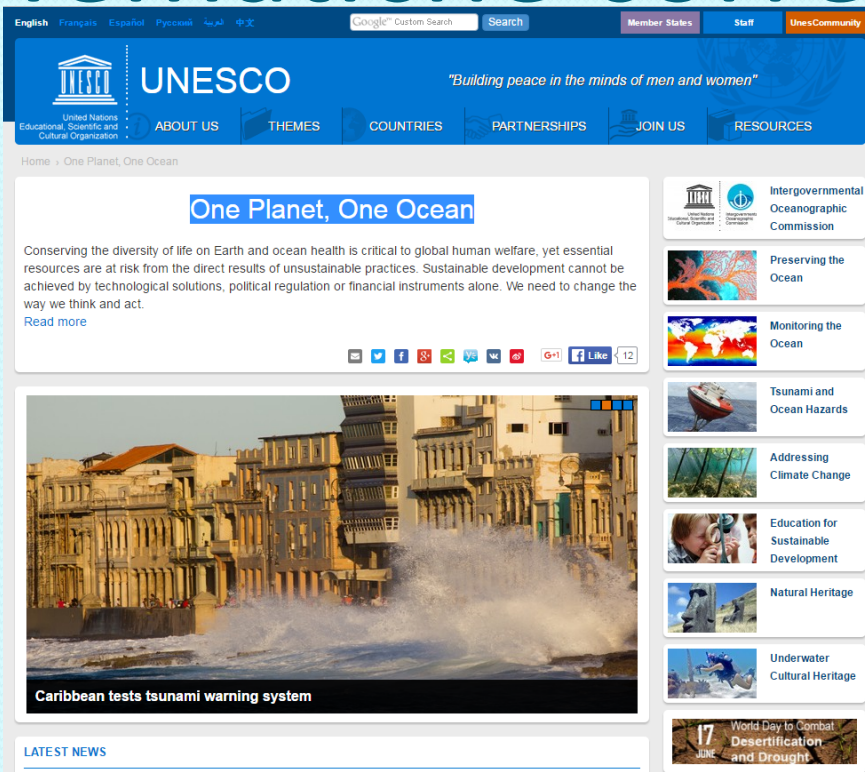 English Français Español Русский العربية 中文
Google™ Custom Search
Search
Member States
Staff
UnesCommunity
UNESCO
United Nations
Educational, Scientific and
Cultural Organization
UNESCO
"Building peace in the minds of men and women"
ABOUT US
THEMES
COUNTRIES
PARTNERSHIPS
JOIN US
RESOURCES
Home › One Planet, One Ocean
One Planet, One Ocean
Conserving the diversity of life on Earth and ocean health is critical to global human welfare, yet essential
resources are at risk from the direct results of unsustainable practices. Sustainable development cannot be
achieved by technological solutions, political regulation or financial instruments alone. We need to change the
way we think and act.
Read more
G+1
Like
12
Caribbean tests tsunami warning system
LATEST NEWS
Intergovernmental
Oceanographic
Commission
Preserving the
Ocean
Monitoring the
Ocean
Tsunami and
Ocean Hazards
Addressing
Climate Change
Education for
Sustainable
Development
Natural Heritage
Underwater
Cultural Heritage
17
JUNE
World Day to Combat
Desertification
and Drought